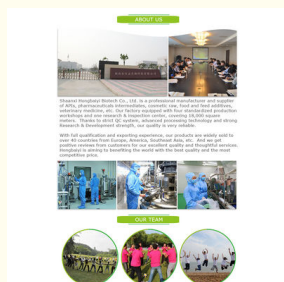 ABOUT US
Shaanxi Hongbaiyi Biotech Co., Ltd. is a professional manufacturer and supplier
of APIs, pharmaceuticals intermediates, cosmetic raw, food and feed additives,
veterinary medicine, etc. Our factory equipped with four standardized production
workshops and one research & inspection center, covering 16,000 square
meters. Thanks to strict QC system, advanced processing technology and strong
Research & Development strength, our quality is very reliable.
With full qualification and exporting experience, our products are widely sold to
over 40 countries from Europe, America, Southeast Asia, etc. And we get
positive reviews from customers for our excellent quality and thoughtful services.
Hongbaiyi is aiming to benefiting the world with the best quality and the most
competitive price.
OUR TEAM